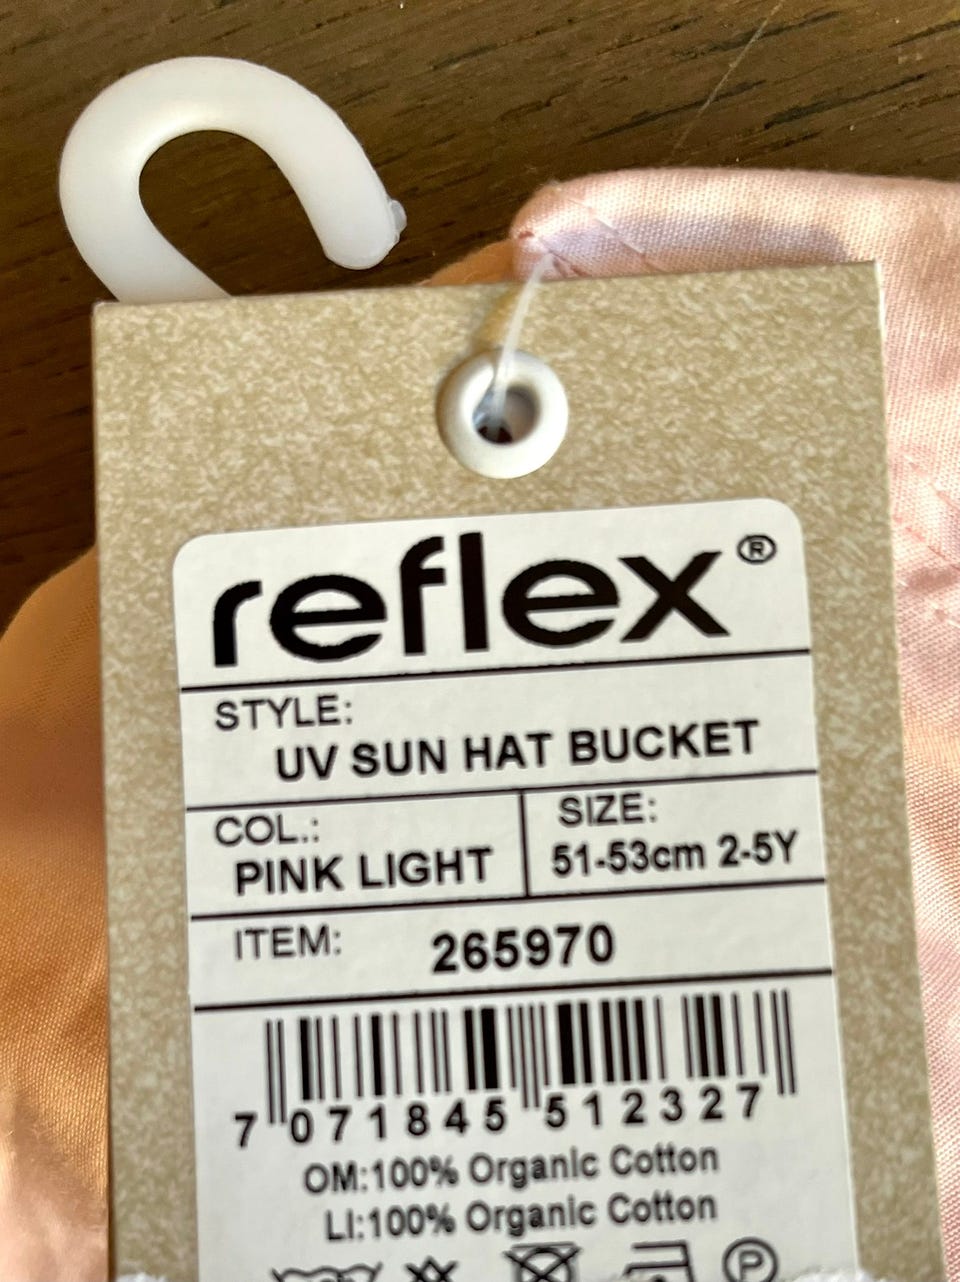 reflex®
STYLE:
UV SUN HAT BUCKET
COL.:
PINK LIGHT
SIZE:
51-53cm 2-5Y
ITEM: 265970
7 071845 512327
OM:100% Organic Cotton
LI:100% Organic Cotton
P